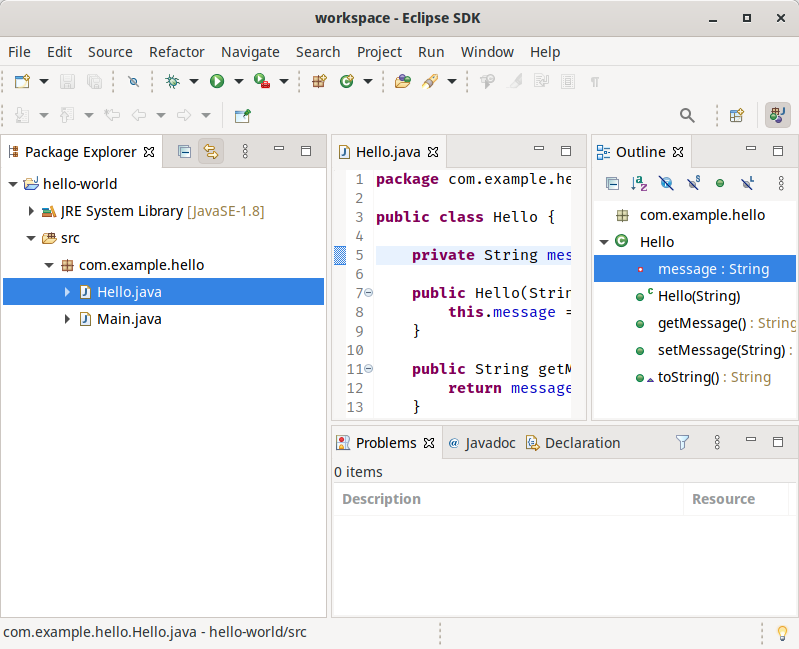 workspace - Eclipse SDK
File Edit Source Refactor Navigate Search Project Run Window Help
Package Explorer
hello-world
JRE System Library [JavaSE-1.8]
src
com.example.hello
Hello.java
Main.java
Hello.java
1 package com.example.he
2
3 public class Hello {
4
5 private String mes
6
7 public Hello(Strin
8 this.message =
9 }
10
11 public String getM
12 return message
13 }
Outline
com.example.hello
Hello
message : String
Hello(String)
getMessage() : String
setMessage(String) :
toString() : String
Problems Javadoc Declaration
0 items
Description Resource
com.example.hello.Hello.java - hello-world/src